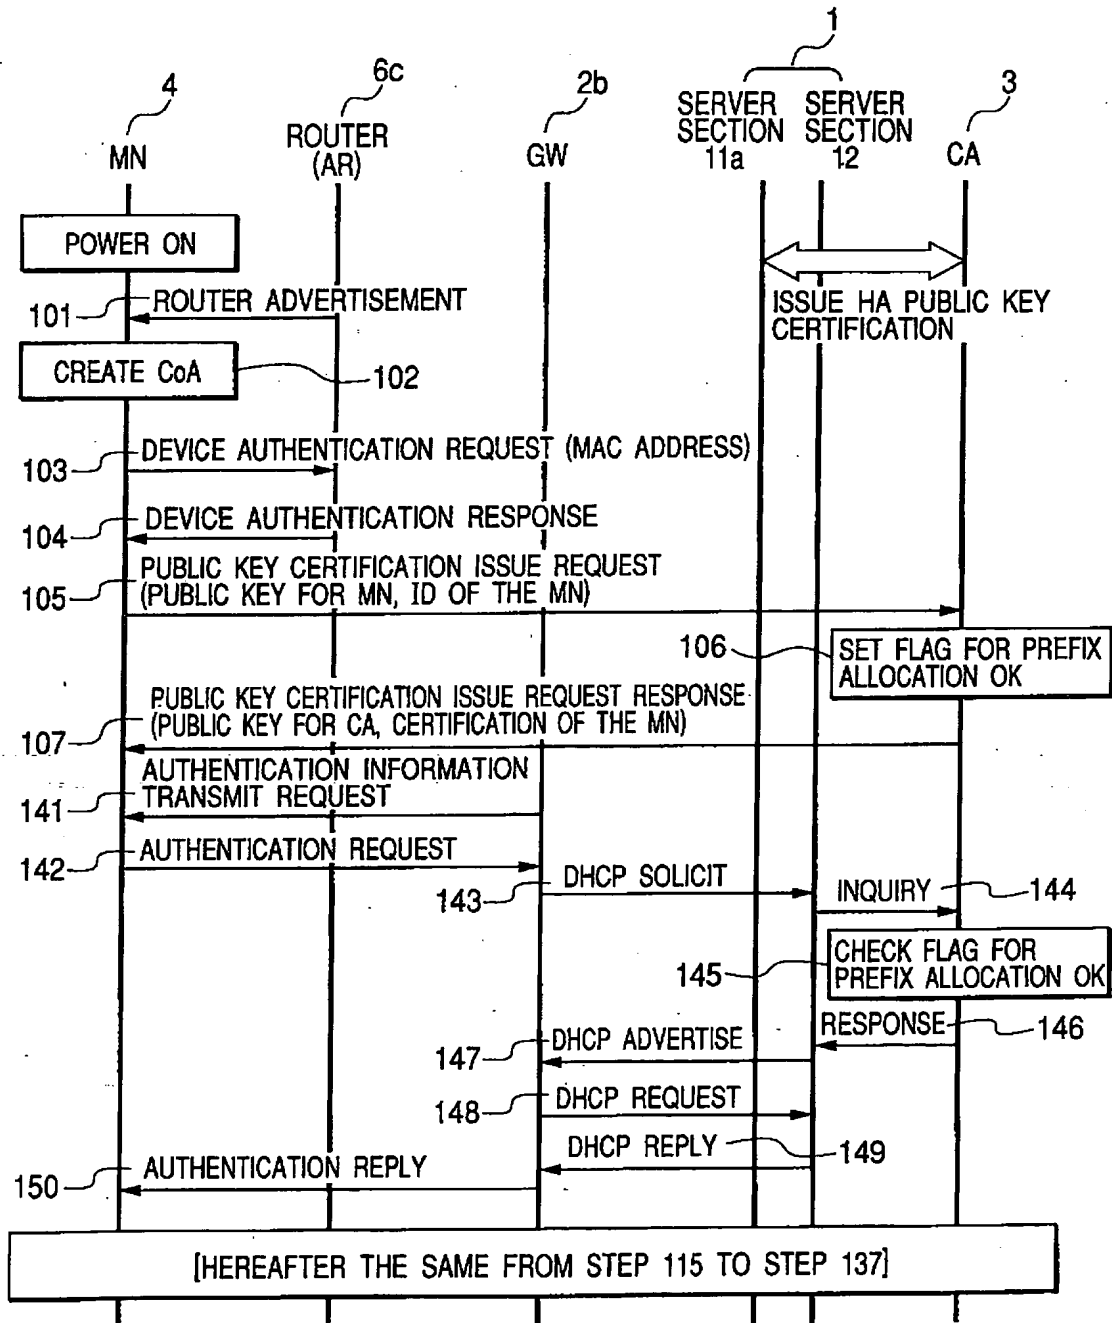 1
4
6c
2b
3
SERVER SECTION 11a
SERVER SECTION 12
MN
ROUTER (AR)
GW
CA
POWER ON
ISSUE HA PUBLIC KEY
CERTIFICATION
101
ROUTER ADVERTISEMENT
CREATE CoA
102
103
DEVICE AUTHENTICATION REQUEST (MAC ADDRESS)
104
DEVICE AUTHENTICATION RESPONSE
105
PUBLIC KEY CERTIFICATION ISSUE REQUEST
(PUBLIC KEY FOR MN, ID OF THE MN)
106
SET FLAG FOR PREFIX
ALLOCATION OK
107
PUBLIC KEY CERTIFICATION ISSUE REQUEST RESPONSE
(PUBLIC KEY FOR CA, CERTIFICATION OF THE MN)
141
AUTHENTICATION INFORMATION
TRANSMIT REQUEST
142
AUTHENTICATION REQUEST
143
DHCP SOLICIT
INQUIRY
144
145
CHECK FLAG FOR
PREFIX ALLOCATION OK
RESPONSE
146
147
DHCP ADVERTISE
148
DHCP REQUEST
DHCP REPLY
149
150
AUTHENTICATION REPLY
[HEREAFTER THE SAME FROM STEP 115 TO STEP 137]